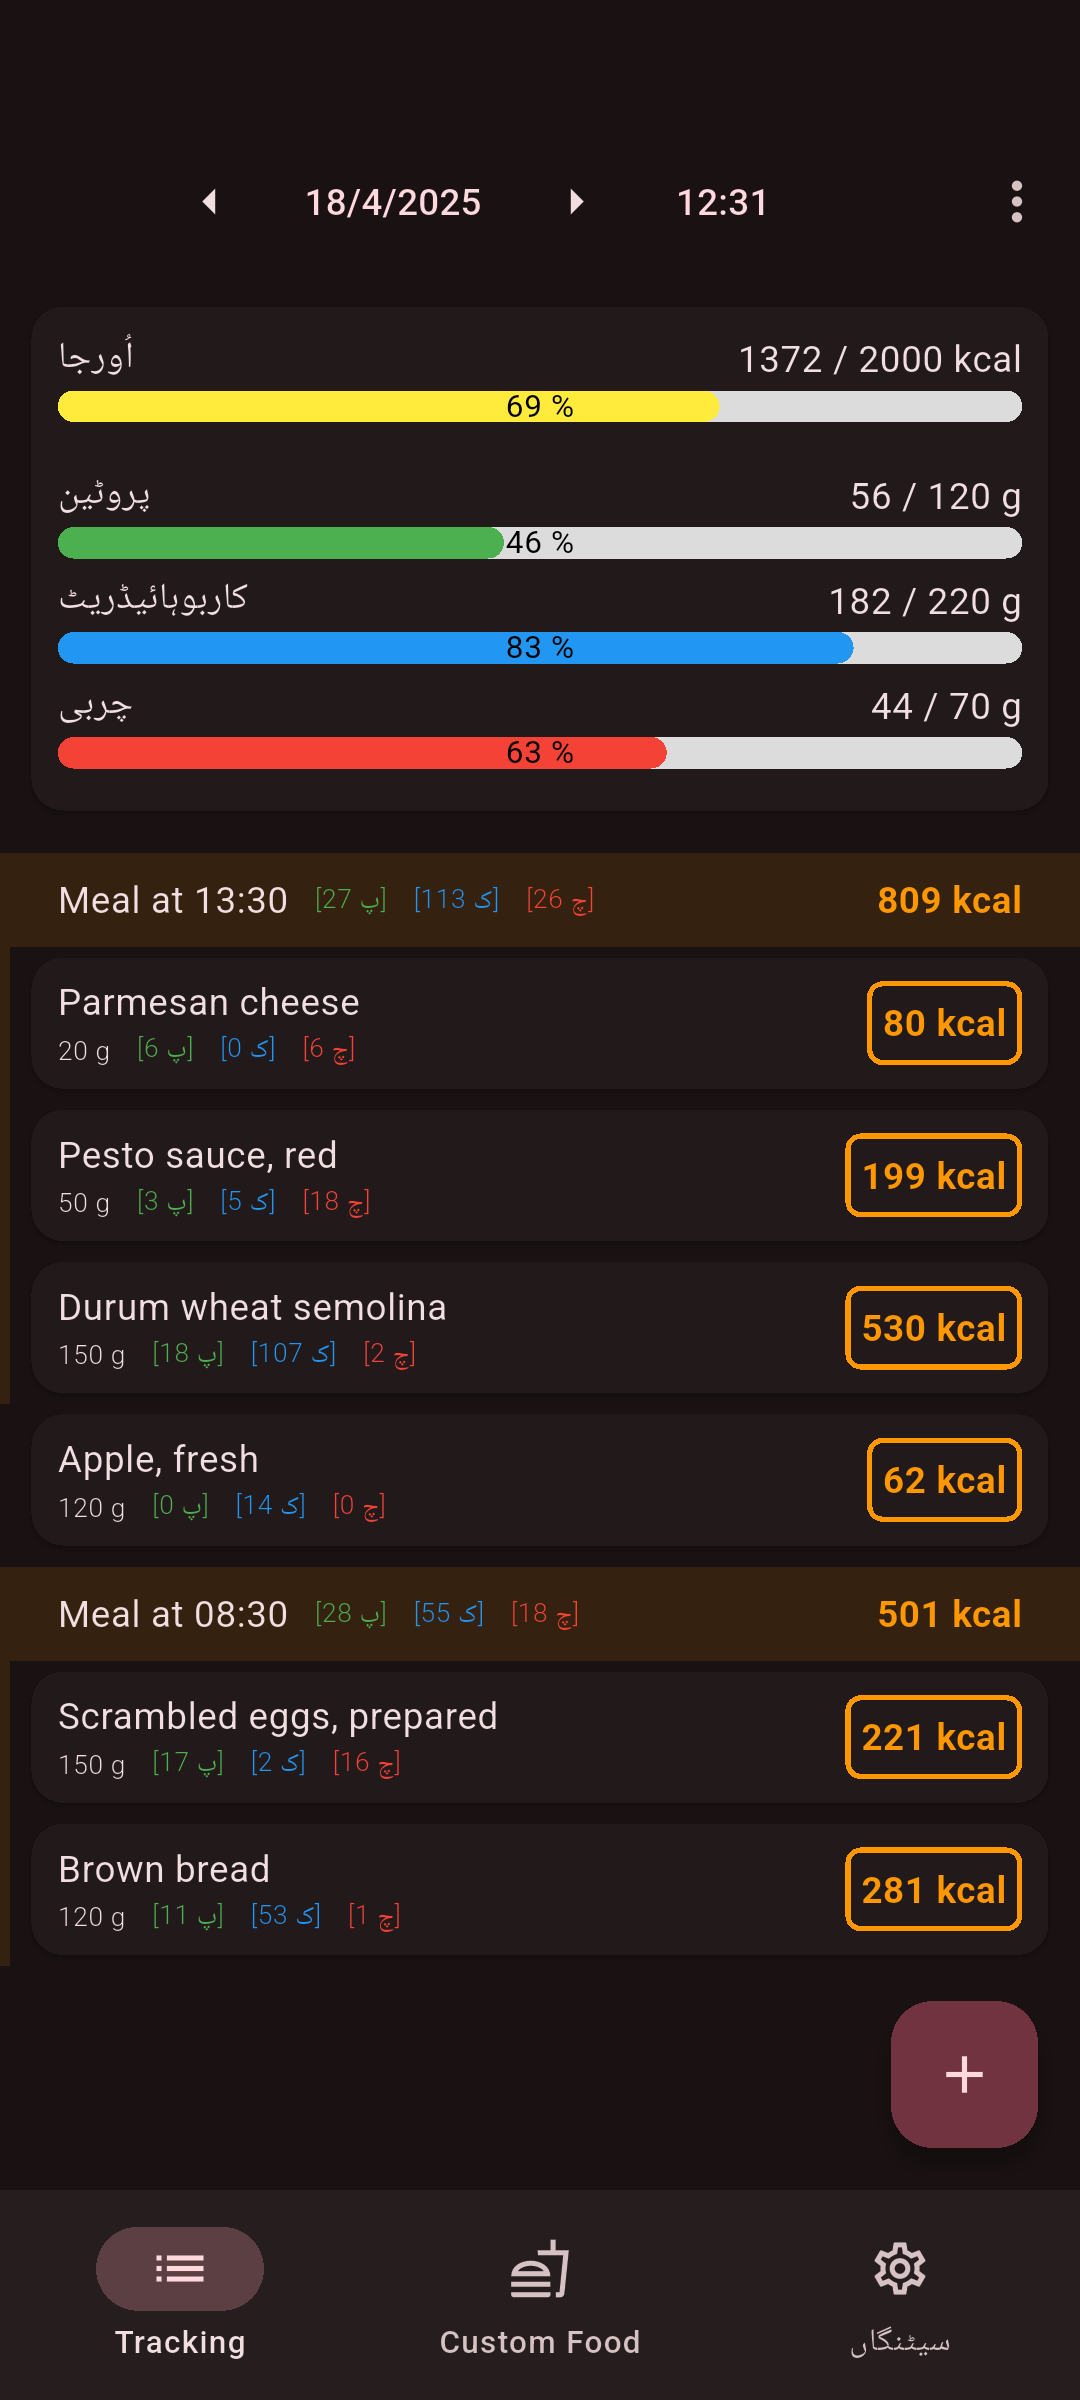 18/4/2025 12:31
اُورجا 1372 / 2000 kcal
69 %
پروٹین 56 / 120 g
46 %
کاربوہائیڈریٹ 182 / 220 g
83 %
چربی 44 / 70 g
63 %
Meal at 13:30 [27 پ] [113 ک] [26 چ] 809 kcal
Parmesan cheese
20 g [6 پ] [0 ک] [6 چ] 80 kcal
Pesto sauce, red
50 g [3 پ] [5 ک] [18 چ] 199 kcal
Durum wheat semolina
150 g [18 پ] [107 ک] [2 چ] 530 kcal
Apple, fresh
120 g [0 پ] [14 ک] [0 چ] 62 kcal
Meal at 08:30 [28 پ] [55 ک] [18 چ] 501 kcal
Scrambled eggs, prepared
150 g [17 پ] [2 ک] [16 چ] 221 kcal
Brown bread
120 g [11 پ] [53 ک] [1 چ] 281 kcal
Tracking Custom Food سیٹنگاں